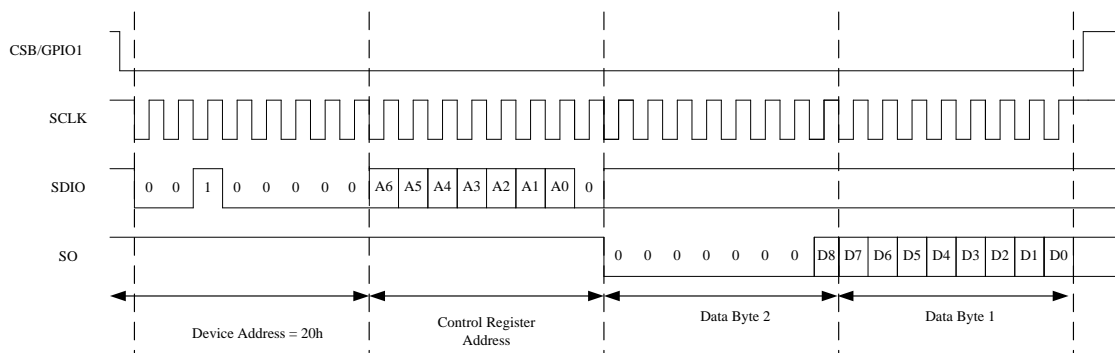 CSB/GPIO1
SCLK
SDIO 0 0 1 0 0 0 0 0 A6 A5 A4 A3 A2 A1 A0 0
SO 0 0 0 0 0 0 0 D8 D7 D6 D5 D4 D3 D2 D1 D0
Device Address = 20h
Control Register
Address
Data Byte 2
Data Byte 1